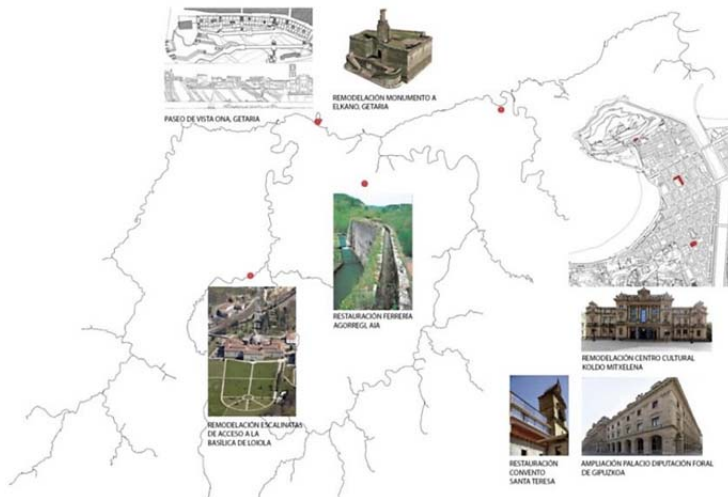 REMODELACIÓN MONUMENTO A
ELKANO, GETARIA
PASEO DE VISTA ONA, GETARIA
RESTAURACIÓN FERRERÍA
AGORREGI, AIA
REMODELACIÓN ESCALINATAS
DE ACCESO A LA
BASÍLICA DE LOIOLA
REMODELACIÓN CENTRO CULTURAL
KOLDO MITXELENA
RESTAURACIÓN
CONVENTO
SANTA TERESA
AMPLIACIÓN PALACIO DIPUTACIÓN FORAL
DE GIPUZKOA